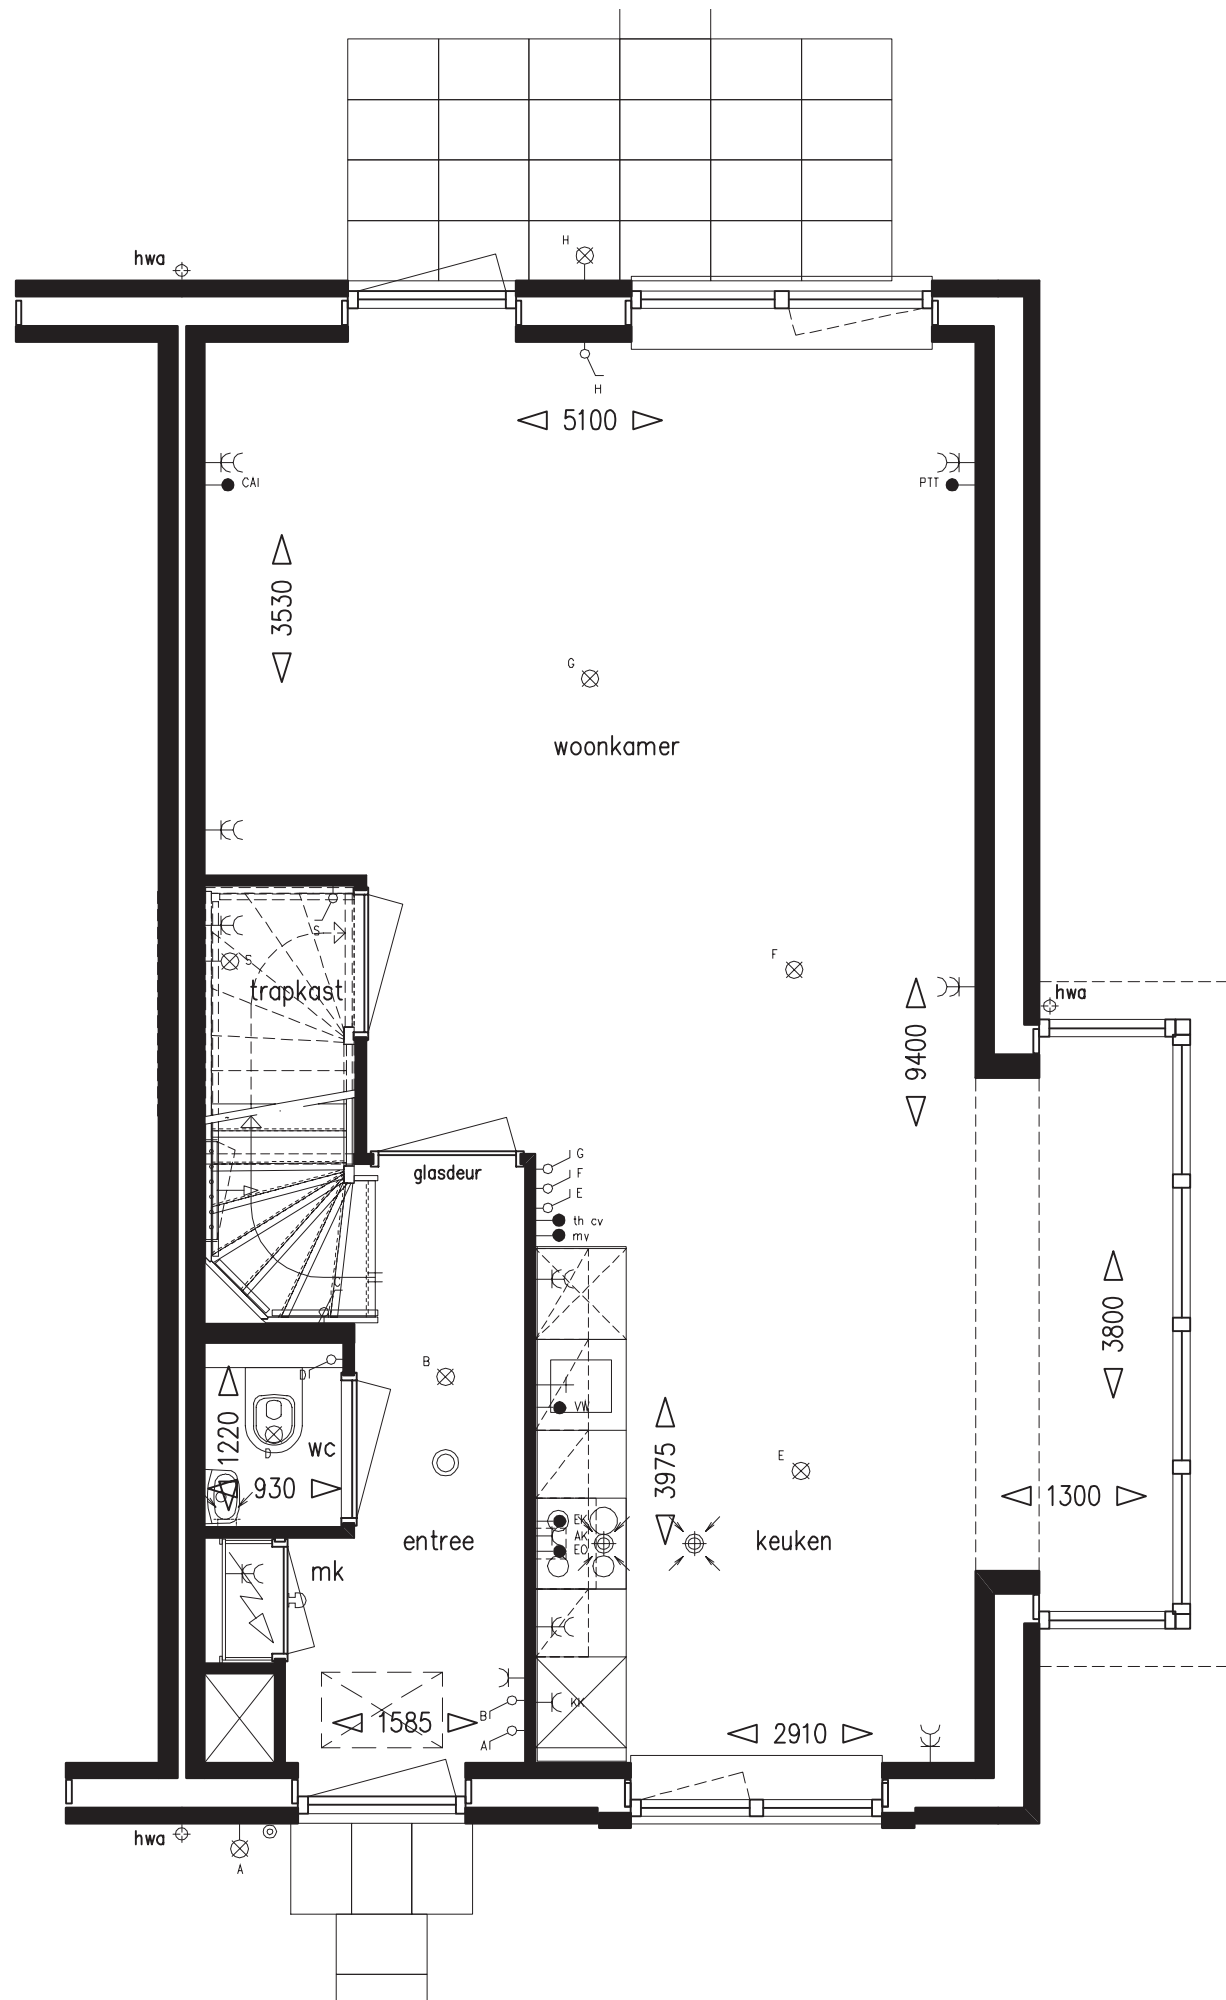 H
hwa
H
5100
CAI
PTT
3530
G
woonkamer
S
S
F
trapkast
hwa
9400
glasdeur
G
F
E
th cv
mv
3800
B
D
VW
1220
D
wc
3975
E
930
1300
EK
AK
EO
entree
keuken
mk
KK
B
1585
2910
A
hwa
A